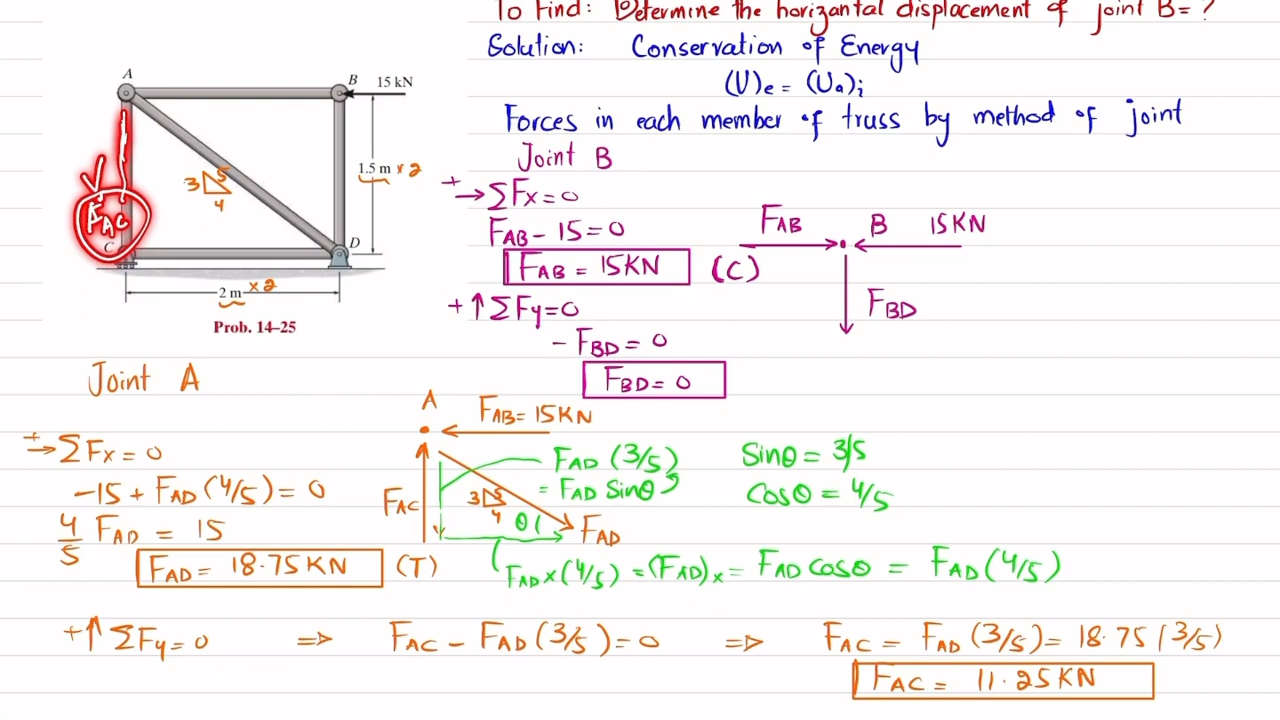 To Find: Determine the horizantal displacement of joint B= ?
Solution: Conservation of Energy
(U)e = (Ua)i
Forces in each member of truss by method of joint
A
B 15 kN
1.5 m × 2
3 5
4
FAC
C
D
2 m × 2
Prob. 14–25
Joint B
+→ ΣFx = 0
FAB - 15 = 0
FAB = 15KN (C)
FAB B 15KN
FBD
+↑ ΣFy=0
- FBD = 0
FBD = 0
Joint A
+→ ΣFx = 0
-15 + FAD (4/5) = 0
4/5 FAD = 15
FAD = 18.75 KN (T)
A
FAB= 15KN
FAC
FAD (3/5)
= FAD Sinθ
3 5
4
θ
FAD
Sinθ = 3/5
Cosθ = 4/5
FAD × (4/5) = (FAD)x = FAD cosθ = FAD (4/5)
+↑ ΣFy = 0 ⇒ FAC - FAD (3/5) = 0 ⇒ FAC = FAD (3/5) = 18.75 (3/5)
FAC = 11.25 KN